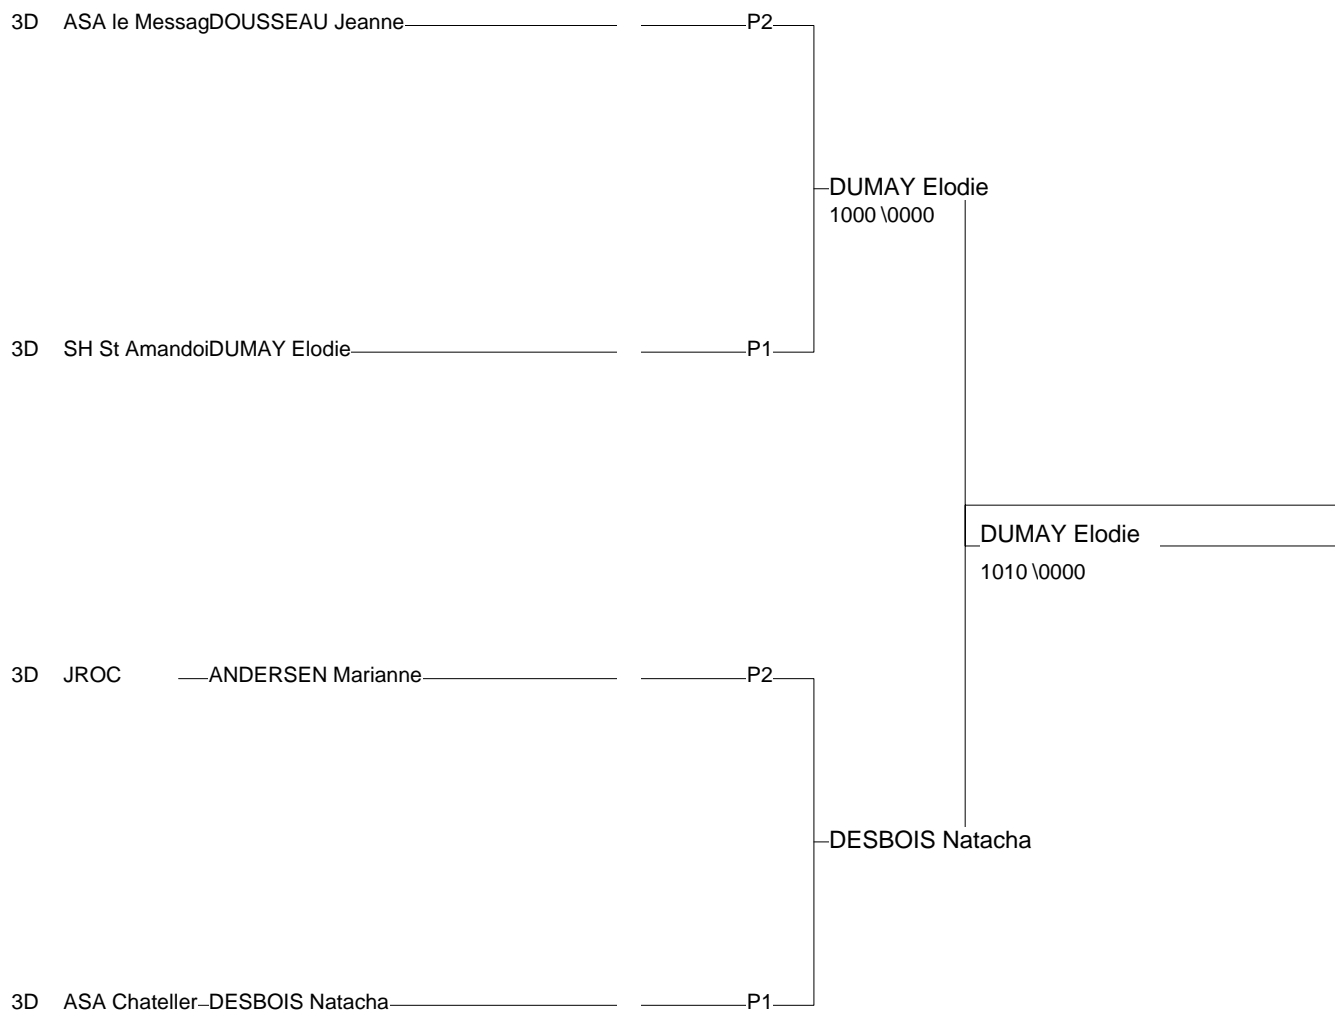 3D ASA le MessagDOUSSEAU Jeanne P2
DUMAY Elodie
1000 \0000
3D SH St AmandoiDUMAY Elodie P1
DUMAY Elodie
1010 \0000
3D JROC ANDERSEN Marianne P2
DESBOIS Natacha
3D ASA Chateller DESBOIS Natacha P1